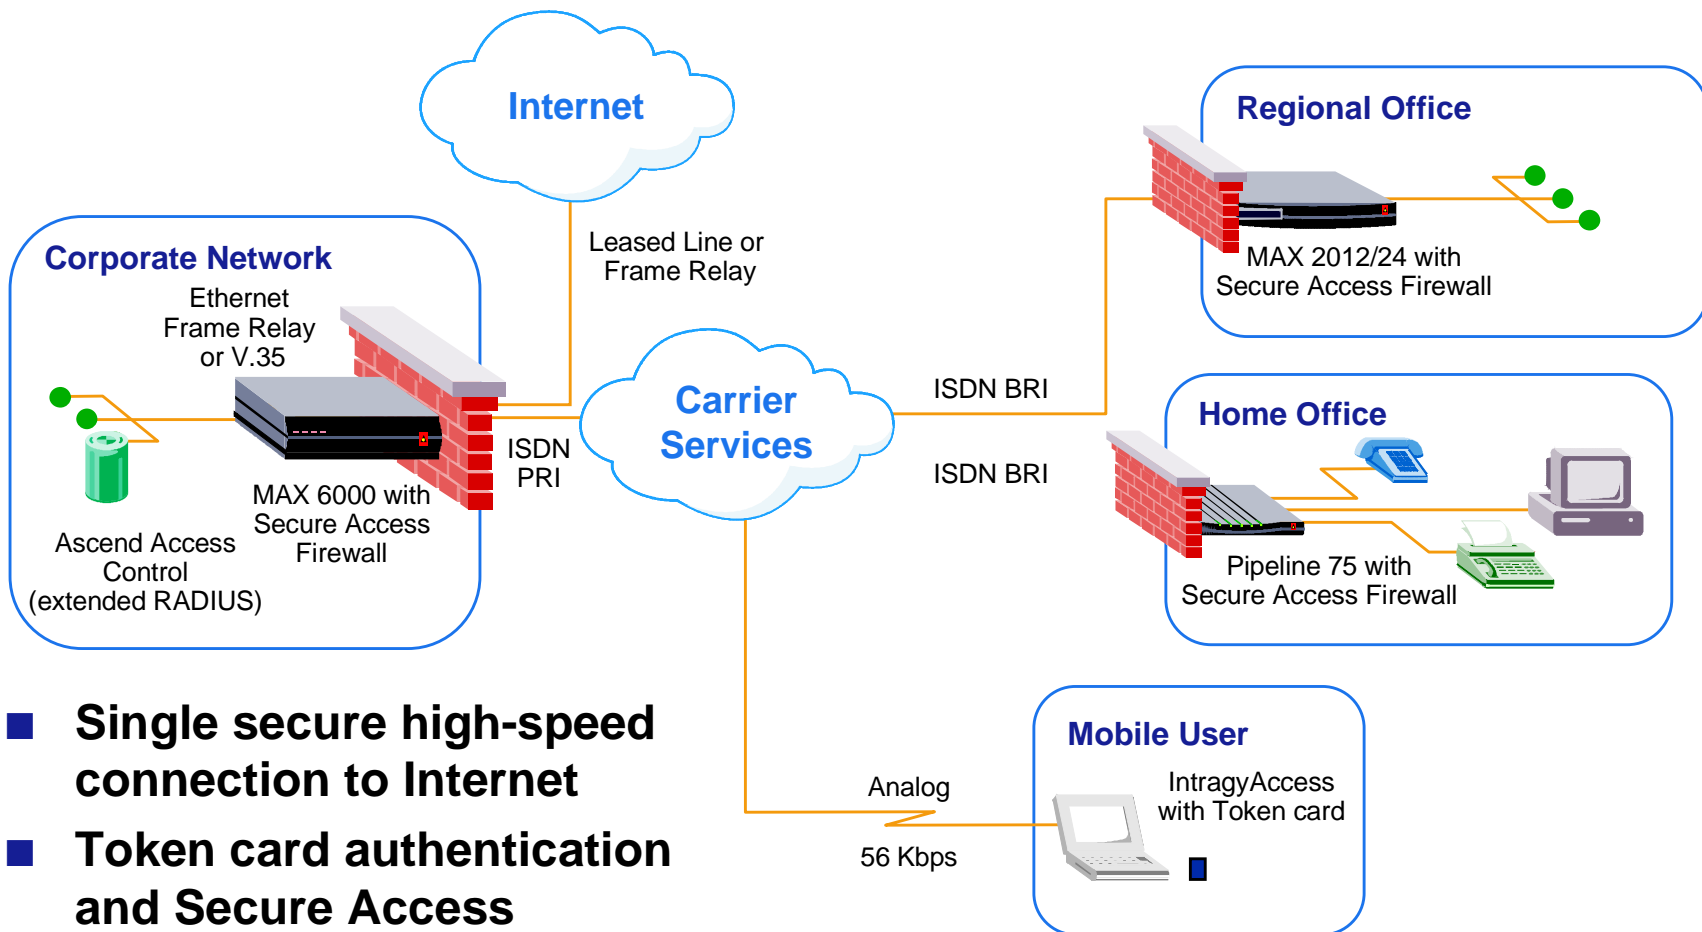 Internet
Regional Office
Leased Line or
Frame Relay
MAX 2012/24 with
Secure Access Firewall
Corporate Network
Ethernet
Frame Relay
or V.35
Carrier
Services
ISDN
PRI
ISDN BRI
ISDN BRI
MAX 6000 with
Secure Access
Firewall
Ascend Access
Control
(extended RADIUS)
Home Office
Pipeline 75 with
Secure Access Firewall
Single secure high-speed
connection to Internet
Token card authentication
and Secure Access
Analog
56 Kbps
Mobile User
IntragyAccess
with Token card